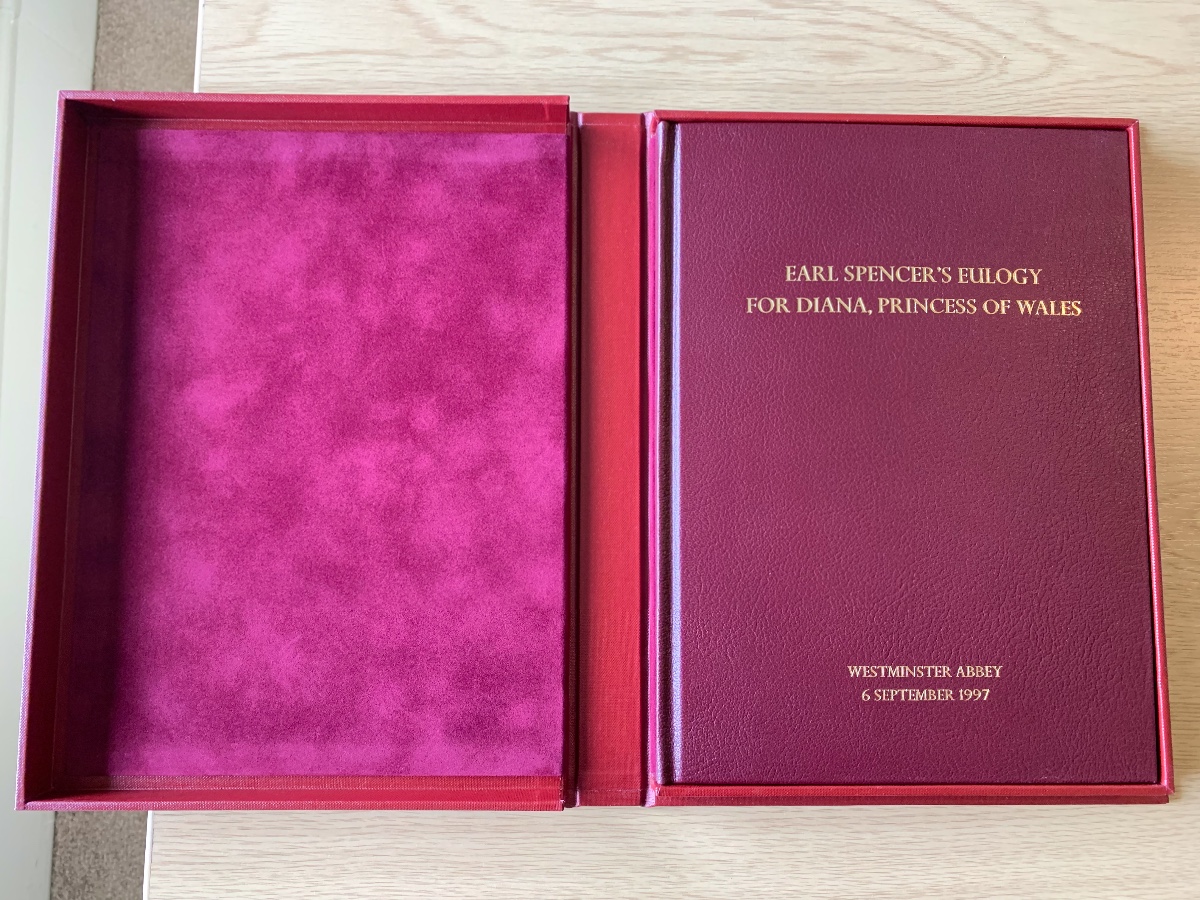 EARL SPENCER'S EULOGY
FOR DIANA, PRINCESS OF WALES
WESTMINSTER ABBEY
6 SEPTEMBER 1997